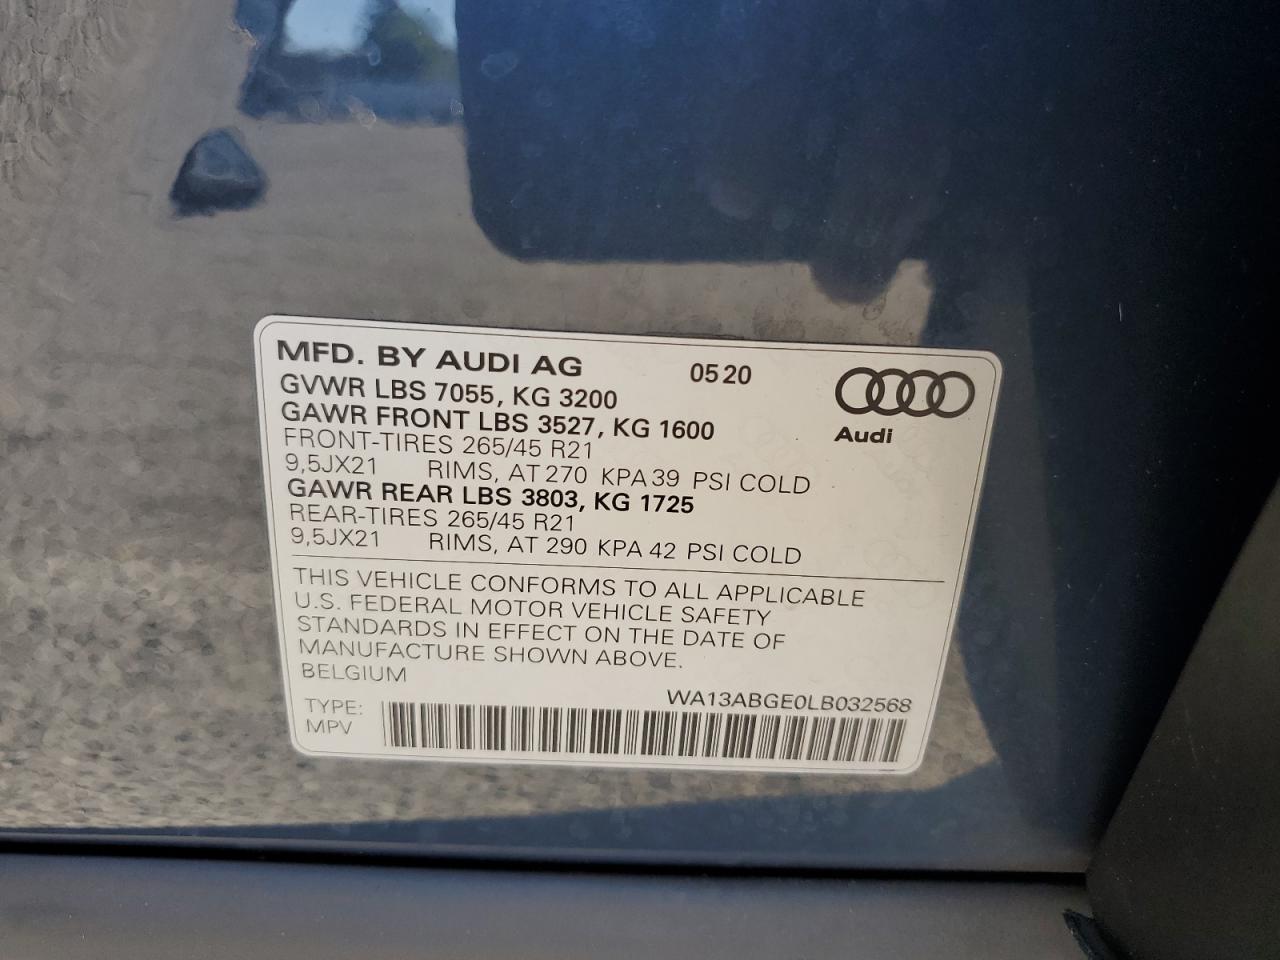 MFD. BY AUDI AG 0520
GVWR LBS 7055, KG 3200
GAWR FRONT LBS 3527, KG 1600
Audi
FRONT-TIRES 265/45 R21
9,5JX21 RIMS, AT 270 KPA 39 PSI COLD
GAWR REAR LBS 3803, KG 1725
REAR-TIRES 265/45 R21
9,5JX21 RIMS, AT 290 KPA 42 PSI COLD
THIS VEHICLE CONFORMS TO ALL APPLICABLE
U.S. FEDERAL MOTOR VEHICLE SAFETY
STANDARDS IN EFFECT ON THE DATE OF
MANUFACTURE SHOWN ABOVE.
BELGIUM
WA13ABGE0LB032568
TYPE:
MPV